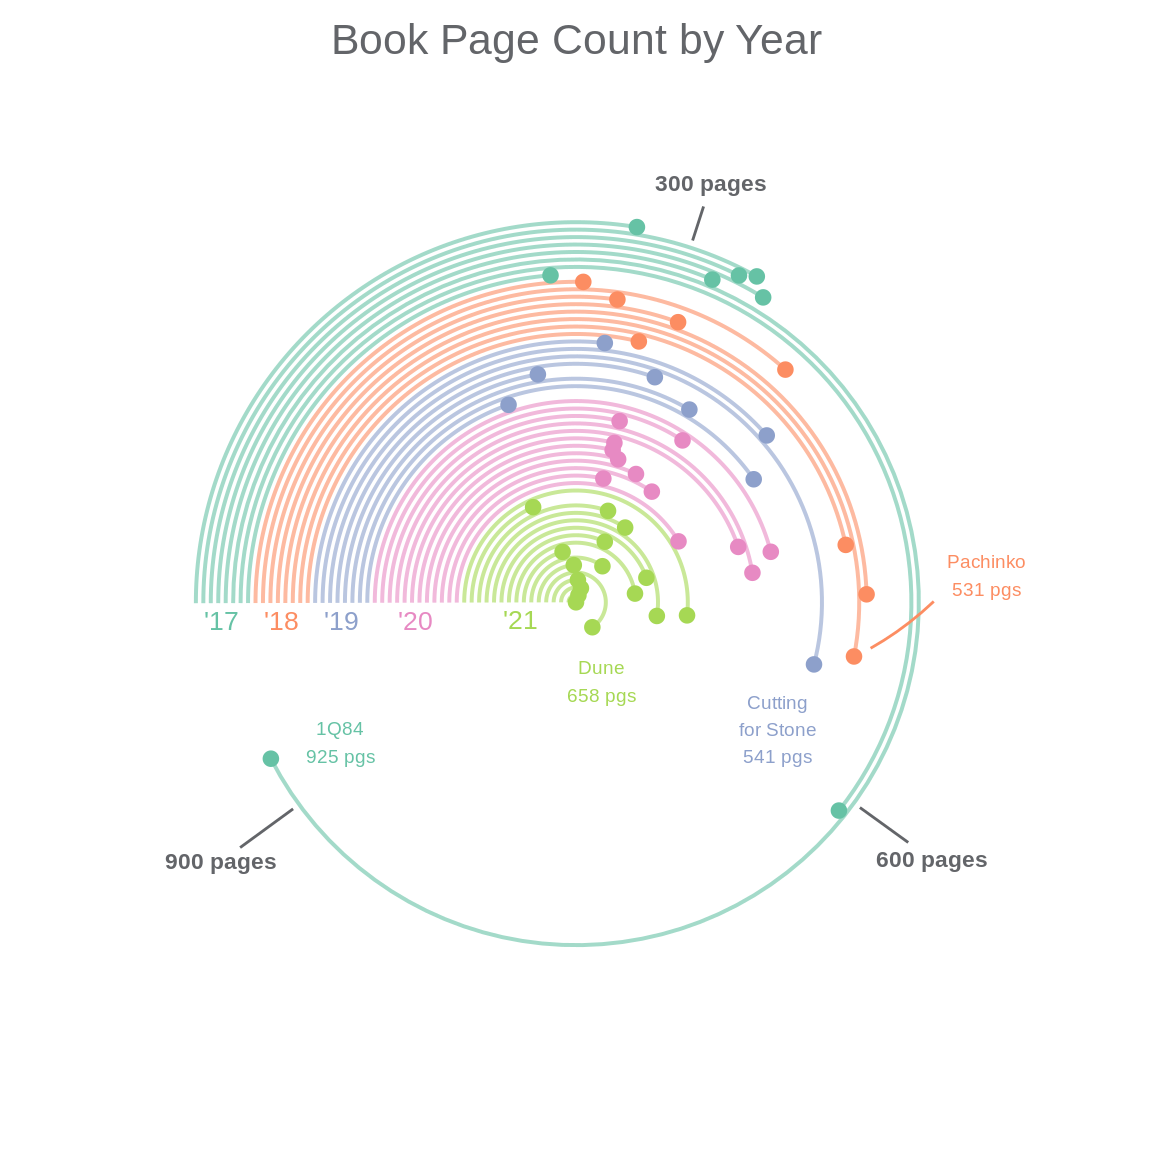 Book Page Count by Year
300 pages
'17
'18
'19
'20
'21
Pachinko
531 pgs
Dune
658 pgs
Cutting
for Stone
541 pgs
1Q84
925 pgs
900 pages
600 pages